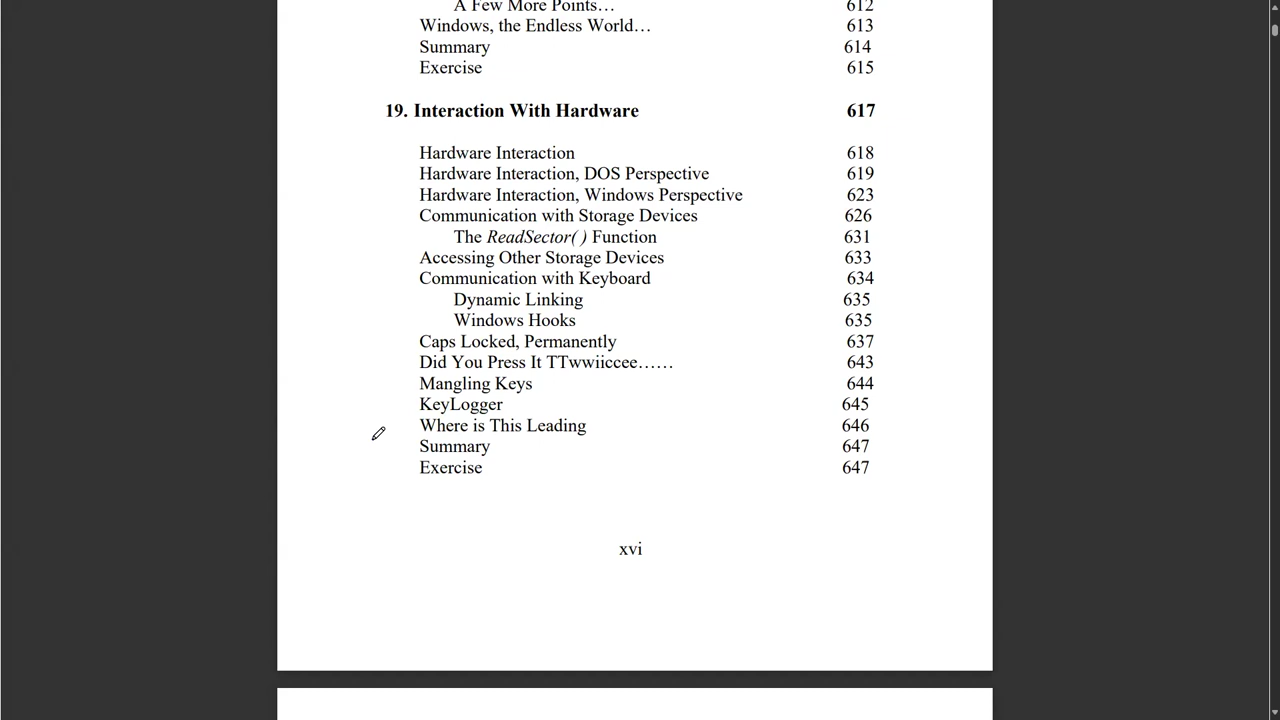 A Few More Points… 612
Windows, the Endless World… 613
Summary 614
Exercise 615
19. Interaction With Hardware 617
Hardware Interaction 618
Hardware Interaction, DOS Perspective 619
Hardware Interaction, Windows Perspective 623
Communication with Storage Devices 626
The ReadSector( ) Function 631
Accessing Other Storage Devices 633
Communication with Keyboard 634
Dynamic Linking 635
Windows Hooks 635
Caps Locked, Permanently 637
Did You Press It TTwwiiccee…… 643
Mangling Keys 644
KeyLogger 645
Where is This Leading 646
Summary 647
Exercise 647
xvi